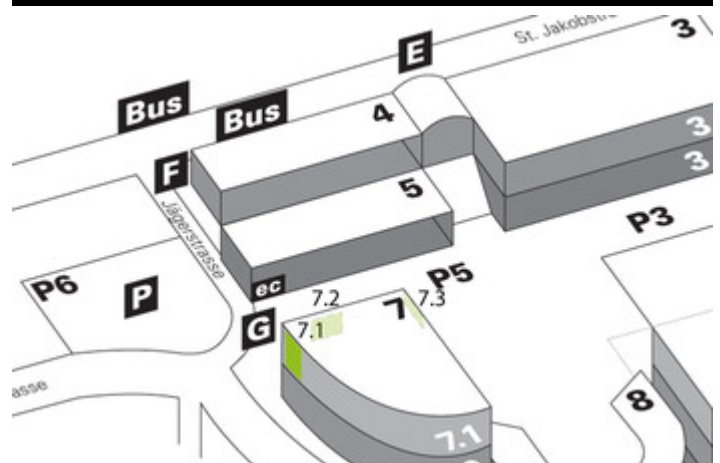 St. Jakobstr
3
E
Bus
Bus
4
3
3
F
5
Jägerstrasse
P3
P6
P
ec
P5
7.2
7.3
7
G
7.1
asse
8
7.1